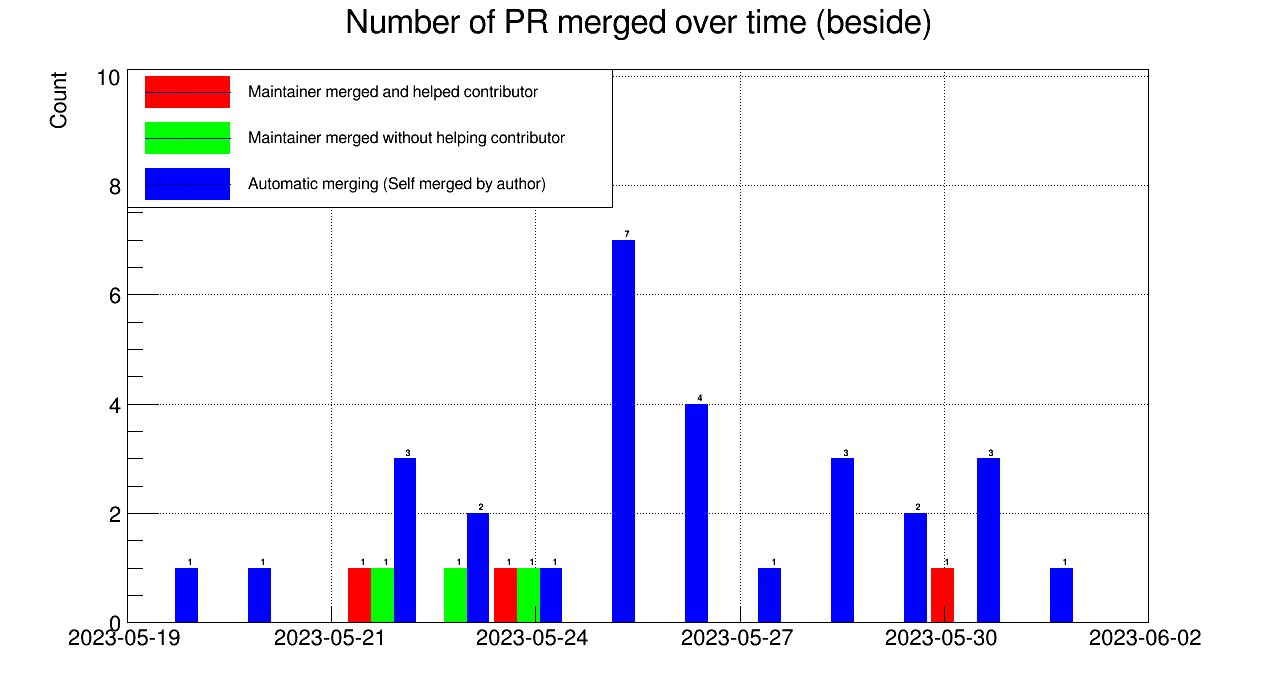 Number of PR merged over time (beside)
Count
10
8
6
4
2
0
Maintainer merged and helped contributor
Maintainer merged without helping contributor
Automatic merging (Self merged by author)
1 1 1 1 3 1 2 1 1 1 7 4 1 3 2 1 3 1
2023-05-19 2023-05-21 2023-05-24 2023-05-27 2023-05-30 2023-06-02